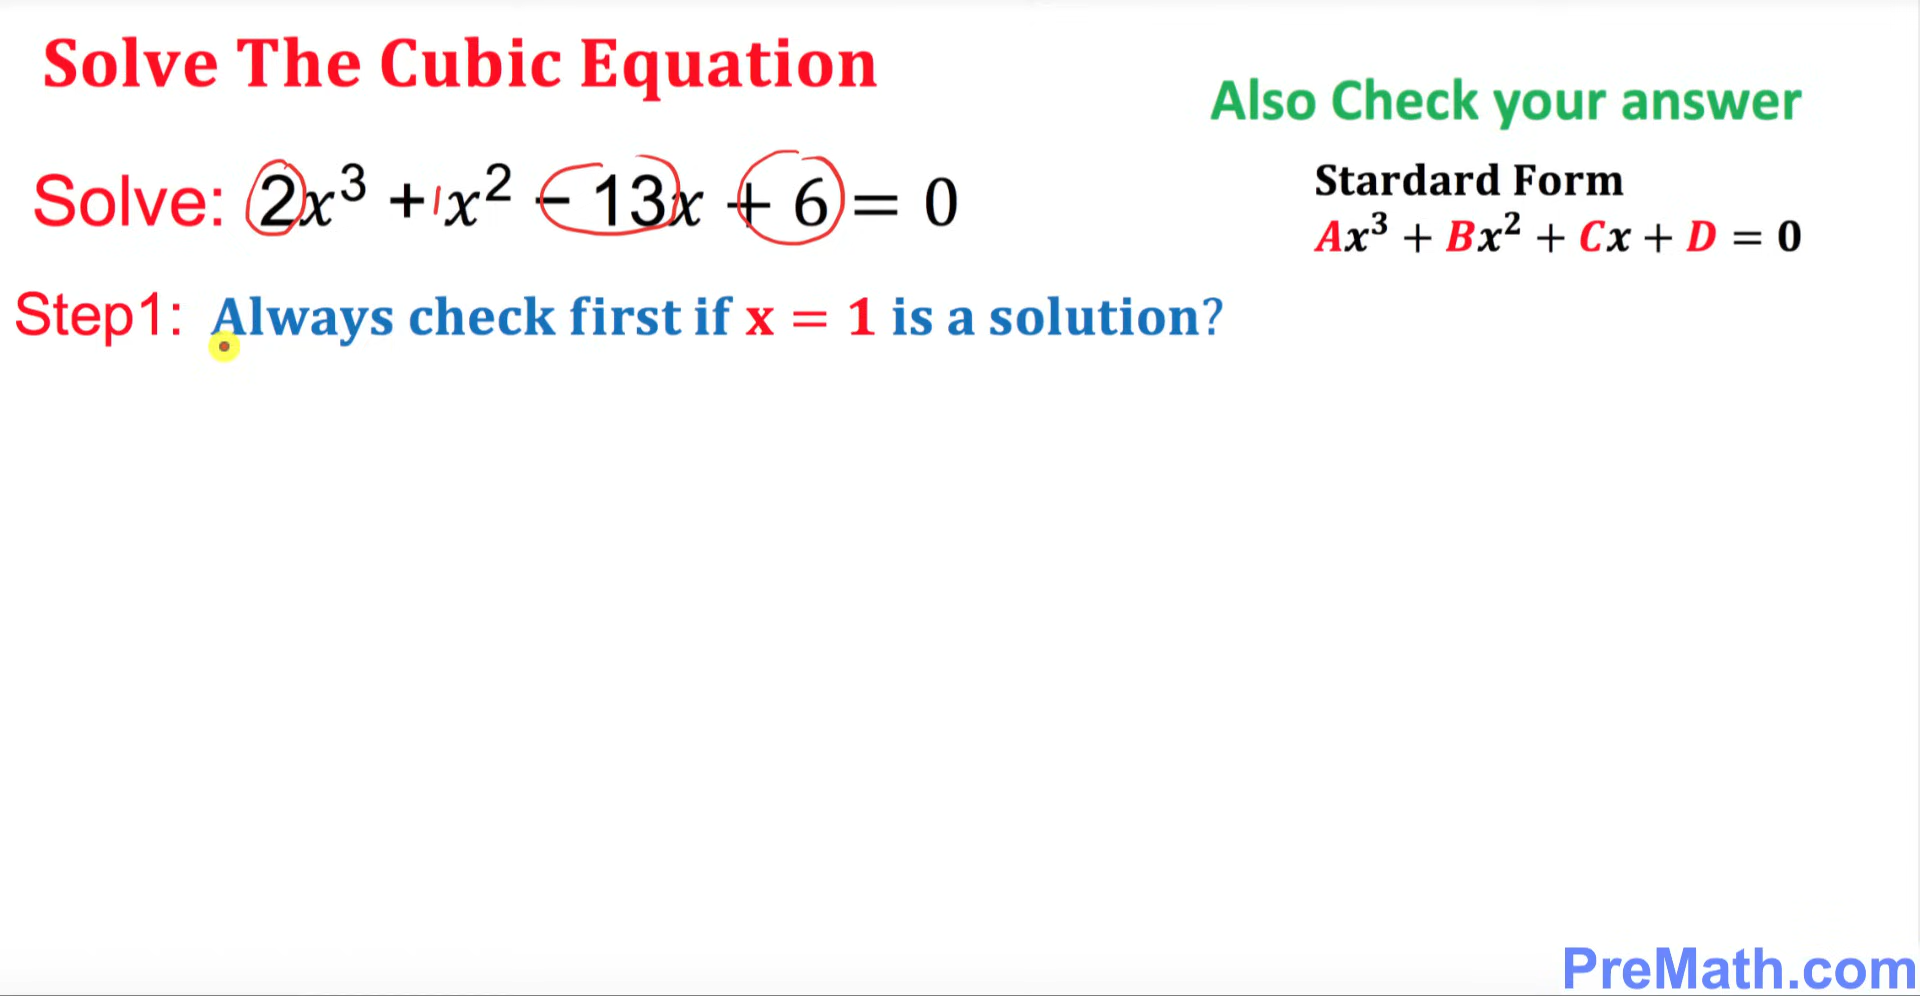 Solve The Cubic Equation
Also Check your answer
Solve: 2x³ + 1x² − 13x + 6 = 0
Stardard Form
Ax³ + Bx² + Cx + D = 0
Step1: Always check first if x = 1 is a solution?
PreMath.com